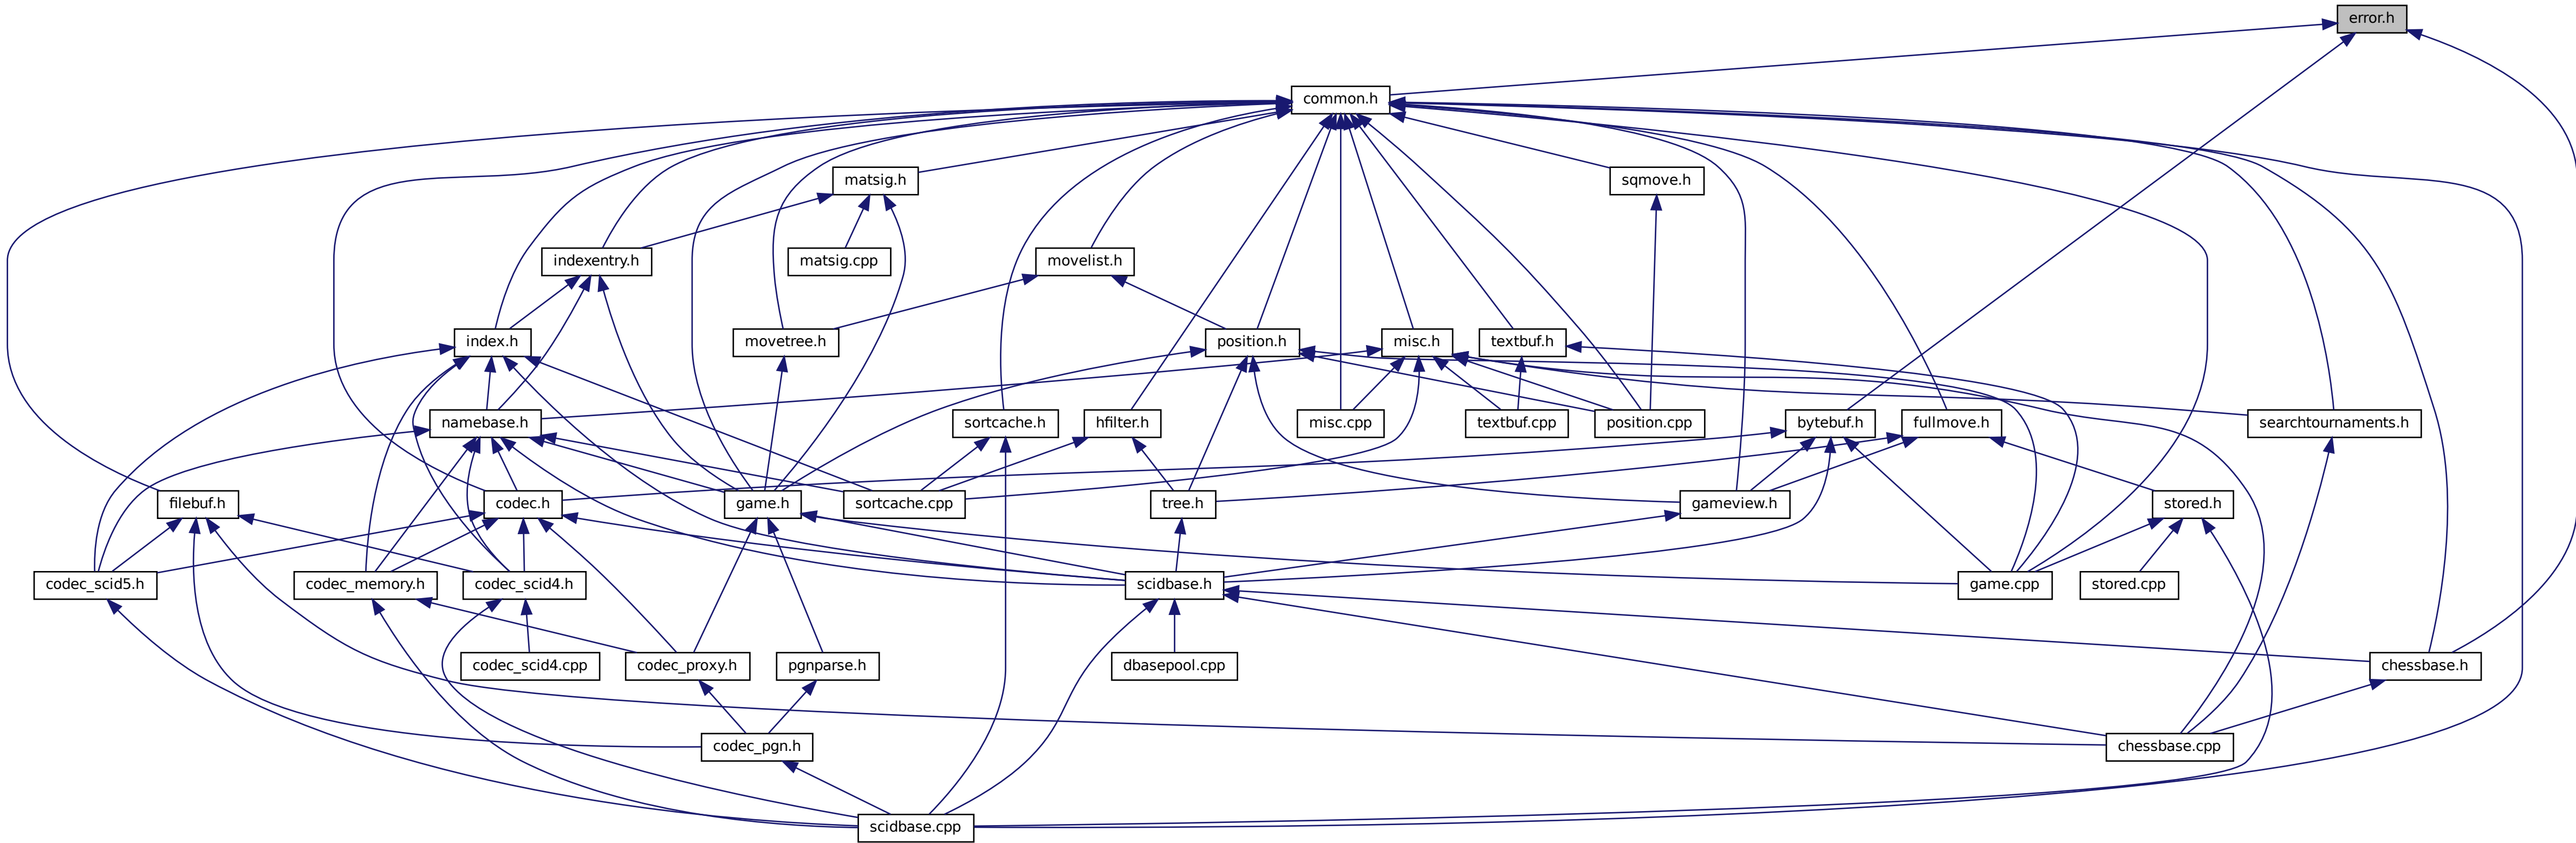 error.h
common.h
matsig.h
sqmove.h
indexentry.h
matsig.cpp
movelist.h
index.h
movetree.h
position.h
misc.h
textbuf.h
namebase.h
sortcache.h
hfilter.h
misc.cpp
textbuf.cpp
position.cpp
bytebuf.h
fullmove.h
searchtournaments.h
filebuf.h
codec.h
game.h
sortcache.cpp
tree.h
gameview.h
stored.h
codec_scid5.h
codec_memory.h
codec_scid4.h
scidbase.h
game.cpp
stored.cpp
codec_scid4.cpp
codec_proxy.h
pgnparse.h
dbasepool.cpp
chessbase.h
codec_pgn.h
chessbase.cpp
scidbase.cpp